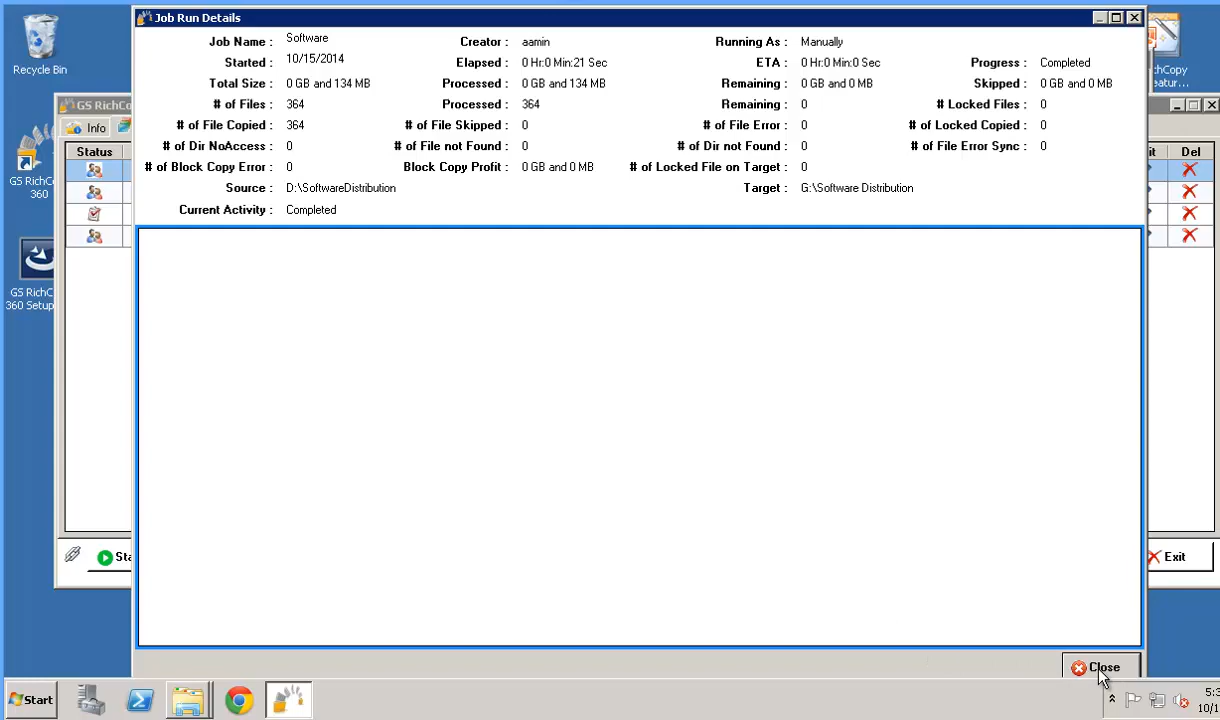 Job Run Details
Recycle Bin
Job Name : Software Creator : aamin Running As : Manually
Started : 10/15/2014 Elapsed : 0 Hr:0 Min:21 Sec ETA : 0 Hr:0 Min:0 Sec Progress : Completed
Total Size : 0 GB and 134 MB Processed : 0 GB and 134 MB Remaining : 0 GB and 0 MB Skipped : 0 GB and 0 MB
# of Files : 364 Processed : 364 Remaining : 0 # Locked Files : 0
# of File Copied : 364 # of File Skipped : 0 # of File Error : 0 # of Locked Copied : 0
# of Dir NoAccess : 0 # of File not Found : 0 # of Dir not Found : 0 # of File Error Sync : 0
# of Block Copy Error : 0 Block Copy Profit : 0 GB and 0 MB # of Locked File on Target : 0
Source : D:\SoftwareDistribution Target : G:\Software Distribution
Current Activity : Completed
GS RichCo
Info
Status
Del
GS RichCo
360
GS RichCo
360 Setup
Exit
Close
Start